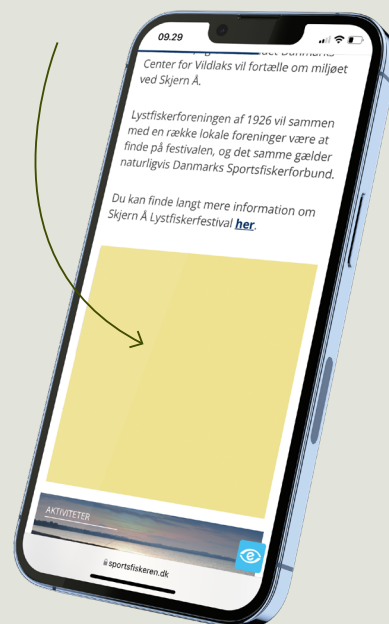 09.29
Center for Vildlaks vil fortælle om miljøet
ved Skjern Å.
Lystfiskerforeningen af 1926 vil sammen
med en række lokale foreninger være at
finde på festivalen, og det samme gælder
naturligvis Danmarks Sportsfiskerforbund.
Du kan finde langt mere information om
Skjern Å Lystfiskerfestival her.
AKTIVITETER
sportsfiskeren.dk